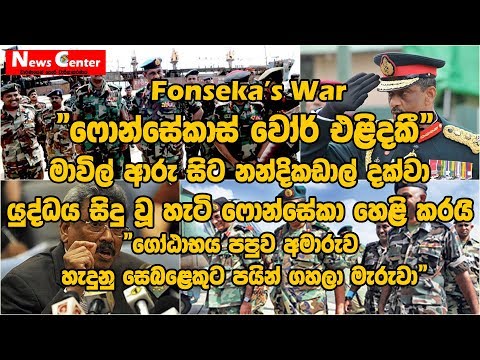 News Center
Fonseka's War
"ෆොන්සේකාස් වෝර් එළිදකී"
මාවිල් ආරු සිට නන්දිකඩාල් දක්වා
යුද්ධය සිදු වූ හැටි ෆොන්සේකා හෙළි කරයි
"ගෝඨාභය පපුව අමාරුව
හැදුනු සෙබළෙකුට පයින් ගහලා මැරුවා"